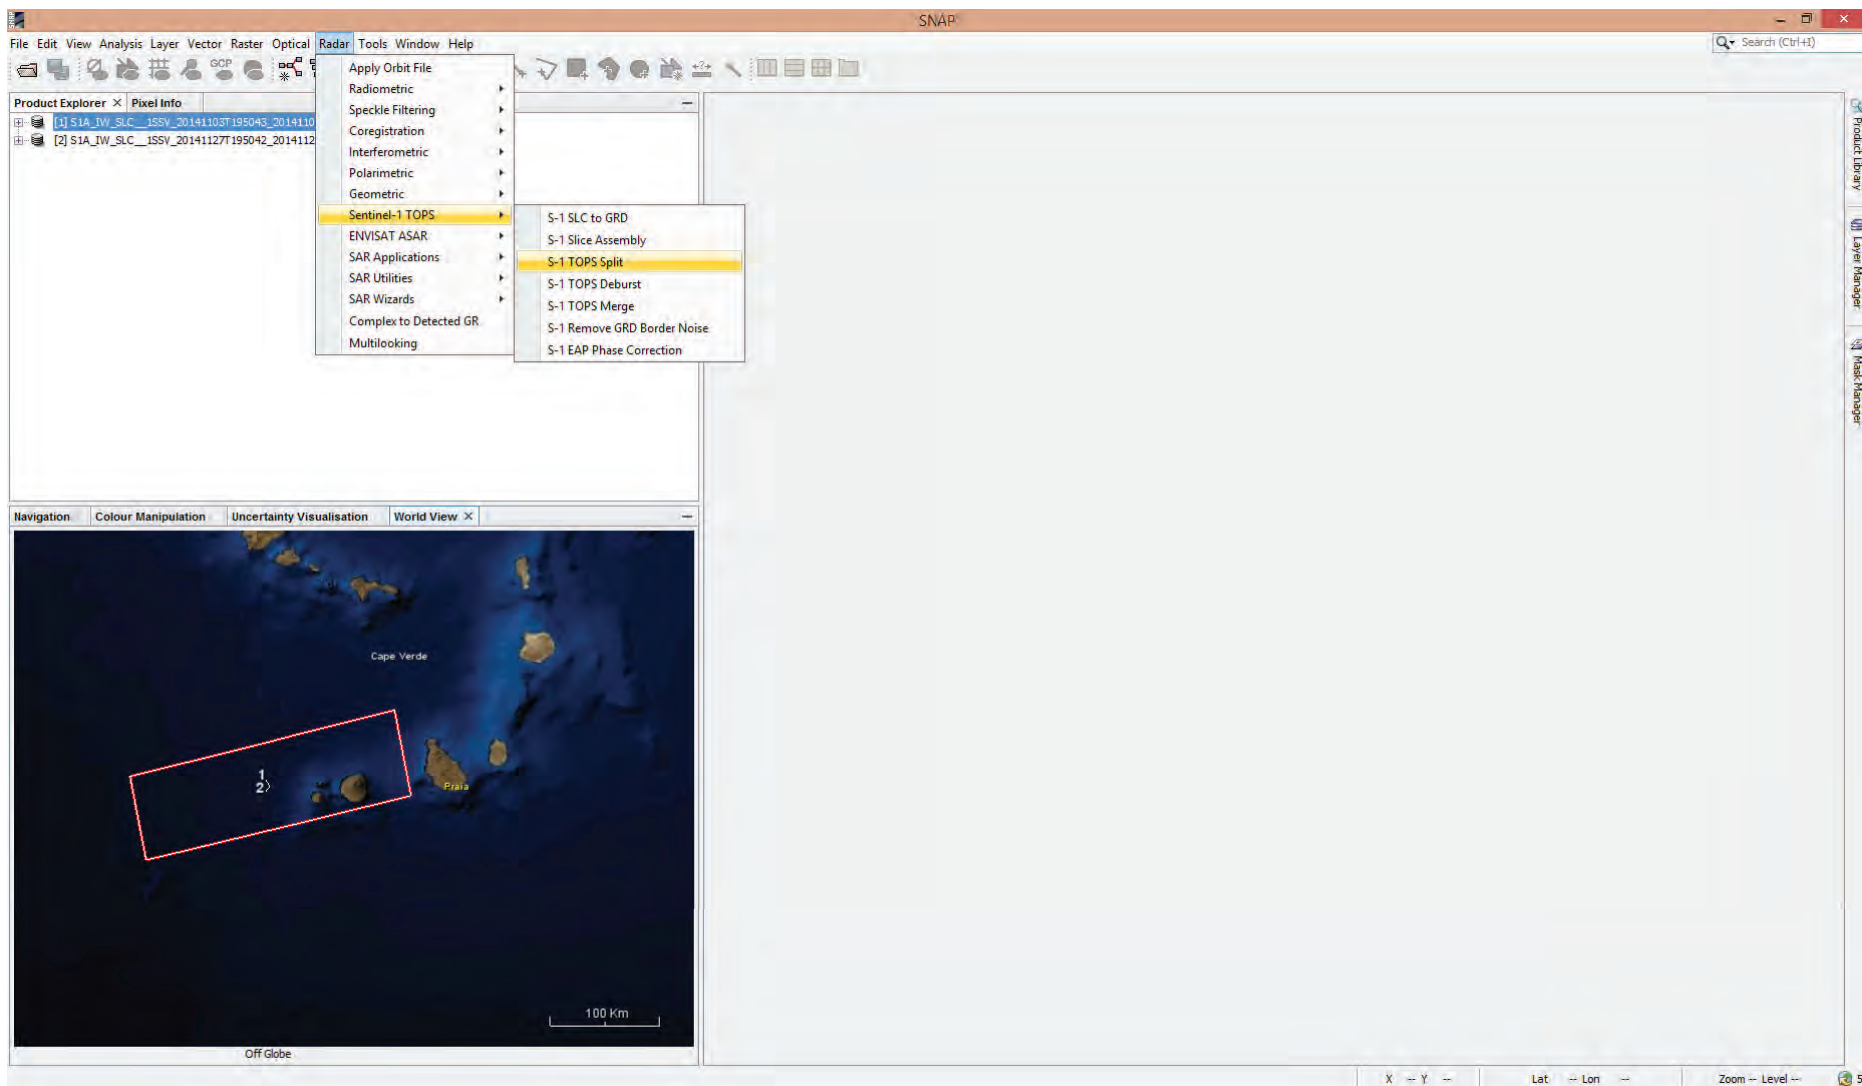 SNAP
File Edit View Analysis Layer Vector Raster Optical Radar Tools Window Help
Search (Ctrl+I)
GCP
Product Explorer
Pixel Info
[1] S1A_IW_SLC__1SSV_20141103T195043_2014110
[2] S1A_IW_SLC__1SSV_20141127T195042_2014112
Apply Orbit File
Radiometric
Speckle Filtering
Coregistration
Interferometric
Polarimetric
Geometric
Sentinel-1 TOPS
ENVISAT ASAR
SAR Applications
SAR Utilities
SAR Wizards
Complex to Detected GR
Multilooking
S-1 SLC to GRD
S-1 Slice Assembly
S-1 TOPS Split
S-1 TOPS Deburst
S-1 TOPS Merge
S-1 Remove GRD Border Noise
S-1 EAP Phase Correction
Product Library
Layer Manager
Mask Manager
Navigation
Colour Manipulation
Uncertainty Visualisation
World View
Cape Verde
1
2
Praia
100 Km
Off Globe
X -- Y --
Lat -- Lon --
Zoom -- Level --